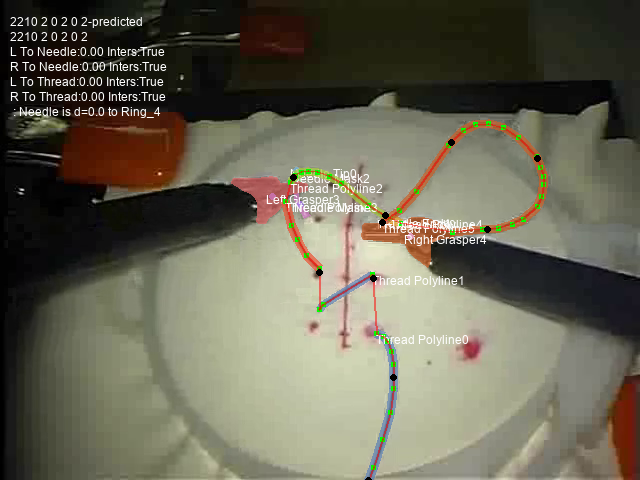 2210 2 0 2 0 2-predicted
2210 2 0 2 0 2
L To Needle:0.00 Inters:True
R To Needle:0.00 Inters:True
L To Thread:0.00 Inters:True
R To Thread:0.00 Inters:True
: Needle is d=0.0 to Ring_4
Tip0
Thread Polyline2
Left Grasper3
Right Grasper4
Thread Polyline1
Thread Polyline0